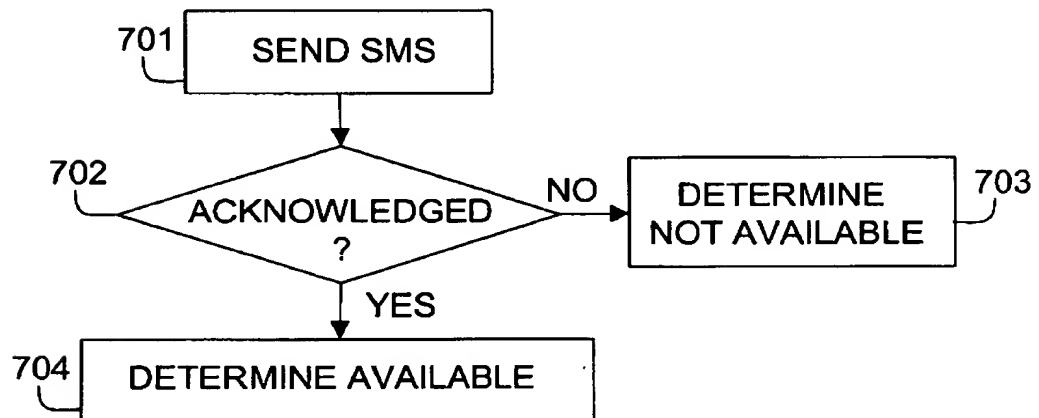 701
SEND SMS
702
ACKNOWLEDGED
?
NO
DETERMINE
NOT AVAILABLE
703
YES
704
DETERMINE AVAILABLE